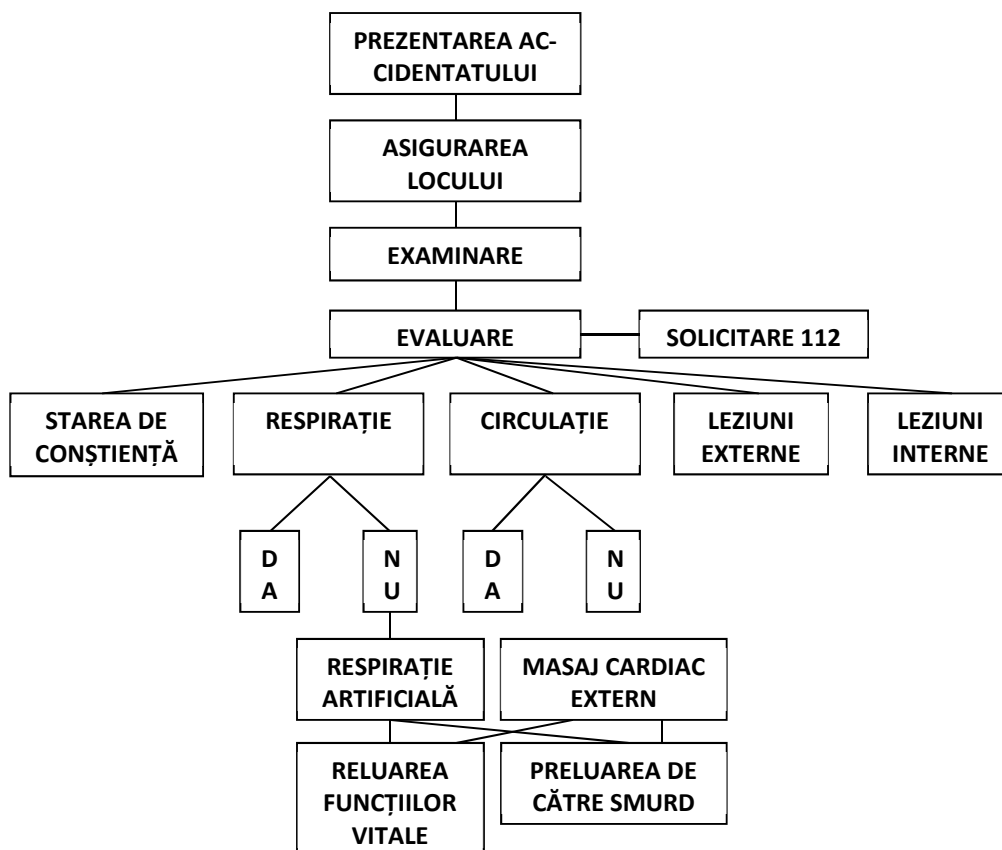 PREZENTAREA AC-
CIDENTATULUI
ASIGURAREA
LOCULUI
EXAMINARE
EVALUARE
SOLICITARE 112
STAREA DE
CONȘTIENȚĂ
RESPIRAȚIE
CIRCULAȚIE
LEZIUNI
EXTERNE
LEZIUNI
INTERNE
D
A
N
U
D
A
N
U
RESPIRAȚIE
ARTIFICIALĂ
MASAJ CARDIAC
EXTERN
RELUAREA
FUNCȚIILOR
VITALE
PRELUAREA DE
CĂTRE SMURD